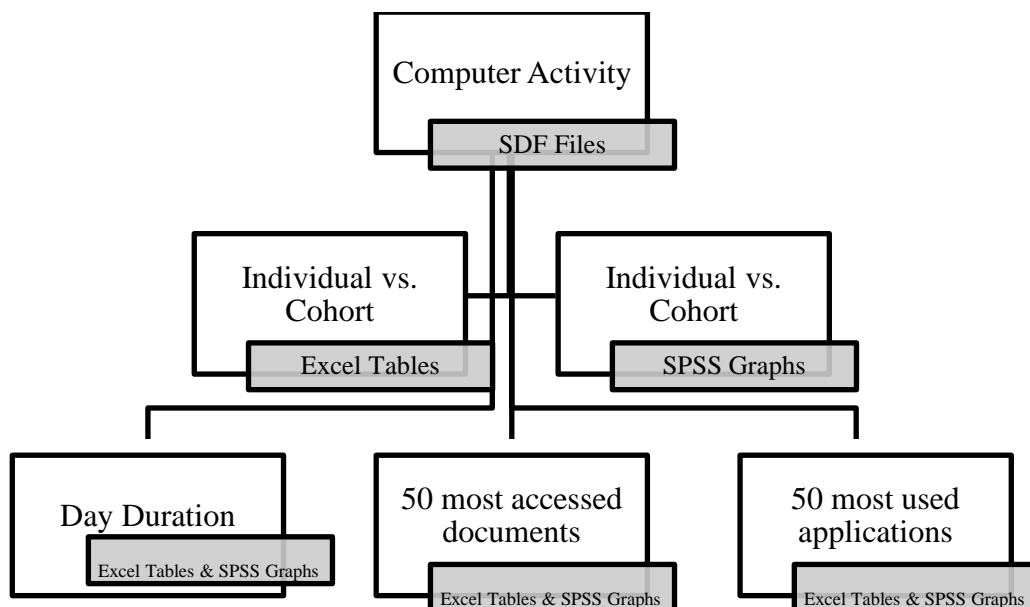 Computer Activity
SDF Files
Individual vs.
Cohort
Excel Tables
Individual vs.
Cohort
SPSS Graphs
Day Duration
Excel Tables & SPSS Graphs
50 most accessed
documents
Excel Tables & SPSS Graphs
50 most used
applications
Excel Tables & SPSS Graphs